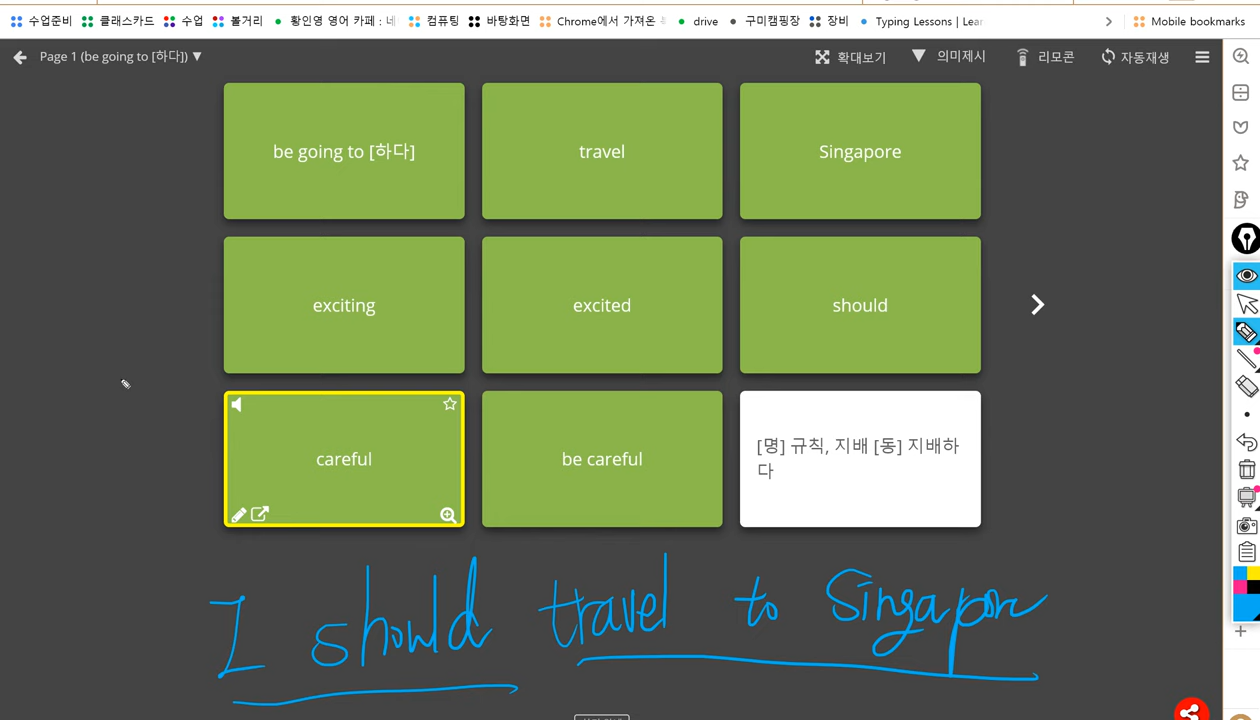 수업준비 클래스카드 수업 볼거리 황인영 영어 카페 : 네 컴퓨팅 바탕화면 Chrome에서 가져온 drive 구미캠핑장 장비 Typing Lessons | Lear Mobile bookmarks
Page 1 (be going to [하다]) ▼ 확대보기 ▼ 의미제시 리모콘 자동재생
be going to [하다] travel Singapore
exciting excited should
careful be careful [명] 규칙, 지배 [동] 지배하
다
I should travel to Singapore